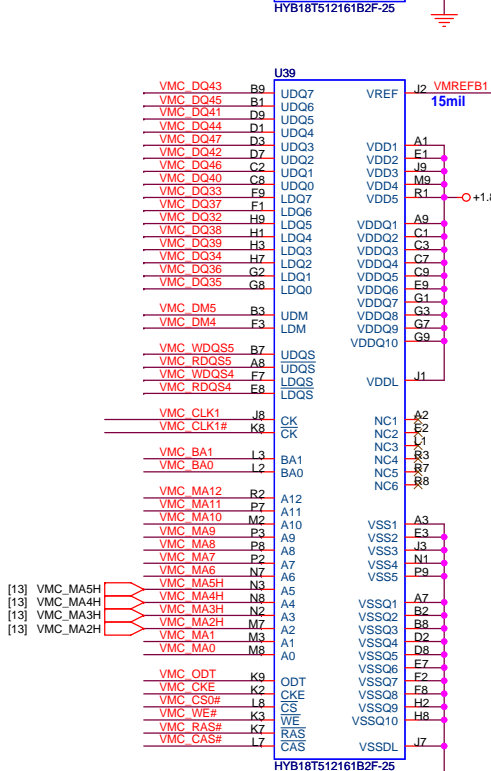 HYB18T512161B2F-25
U39
VMC_DQ43 B9 UDQ7 VREF J2 VMREFB1
15mil
VMC_DQ45 B1 UDQ6
VMC_DQ41 D9 UDQ5
VMC_DQ44 D1 UDQ4
VMC_DQ47 D3 UDQ3 VDD1 A1
VMC_DQ42 D7 UDQ2 VDD2 E1
VMC_DQ46 C2 UDQ1 VDD3 J9
VMC_DQ40 C8 UDQ0 VDD4 M9
VMC_DQ33 F9 LDQ7 VDD5 R1 +1.8
VMC_DQ37 F1 LDQ6
VMC_DQ32 H9 LDQ5 VDDQ1 A9
VMC_DQ38 H1 LDQ4 VDDQ2 C1
VMC_DQ39 H3 LDQ3 VDDQ3 C3
VMC_DQ34 H7 LDQ2 VDDQ4 C7
VMC_DQ36 G2 LDQ1 VDDQ5 C9
VMC_DQ35 G8 LDQ0 VDDQ6 E9
VDDQ7 G1
VMC_DM5 B3 UDM VDDQ8 G3
VMC_DM4 F3 LDM VDDQ9 G7
VDDQ10 G9
VMC_WDQS5 B7 UDQS
VMC_RDQS5 A8 UDQS
VMC_WDQS4 F7 LDQS VDDL J1
VMC_RDQS4 E8 LDQS
VMC_CLK1 J8 CK NC1 A2
VMC_CLK1# K8 CK NC2 E2
NC3 L1
VMC_BA1 L3 BA1 NC4 R3
VMC_BA0 L2 BA0 NC5 R7
NC6 R8
VMC_MA12 R2 A12
VMC_MA11 P7 A11
VMC_MA10 M2 A10 VSS1 A3
VMC_MA9 P3 A9 VSS2 E3
VMC_MA8 P8 A8 VSS3 J3
VMC_MA7 P2 A7 VSS4 N1
VMC_MA6 N7 A6 VSS5 P9
[13] VMC_MA5H VMC_MA5H N3 A5
[13] VMC_MA4H VMC_MA4H N8 A4 VSSQ1 A7
[13] VMC_MA3H VMC_MA3H N2 A3 VSSQ2 B2
[13] VMC_MA2H VMC_MA2H M7 A2 VSSQ3 B8
VMC_MA1 M3 A1 VSSQ4 D2
VMC_MA0 M8 A0 VSSQ5 D8
VSSQ6 E7
VMC_ODT K9 ODT VSSQ7 F2
VMC_CKE K2 CKE VSSQ8 F8
VMC_CS0# L8 CS VSSQ9 H2
VMC_WE# K3 WE VSSQ10 H8
VMC_RAS# K7 RAS
VMC_CAS# L7 CAS VSSDL J7
HYB18T512161B2F-25